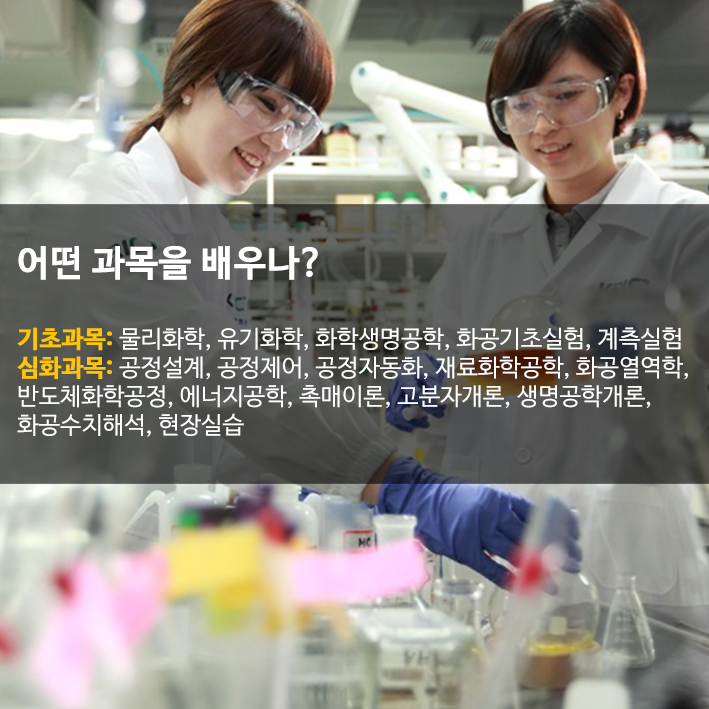 어떤 과목을 배우나?
기초과목: 물리화학, 유기화학, 화학생명공학, 화공기초실험, 계측실험
심화과목: 공정설계, 공정제어, 공정자동화, 재료화학공학, 화공열역학,
반도체화학공정, 에너지공학, 촉매이론, 고분자개론, 생명공학개론,
화공수치해석, 현장실습